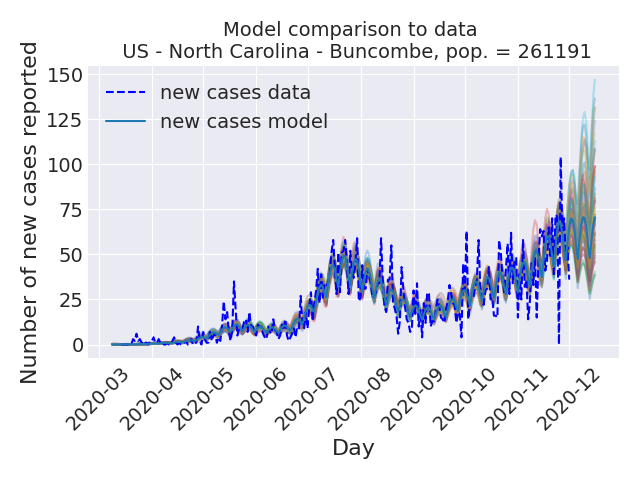 Model comparison to data
US - North Carolina - Buncombe, pop. = 261191
Number of new cases reported
150
125
100
75
50
25
0
new cases data
new cases model
2020-03
2020-04
2020-05
2020-06
2020-07
2020-08
2020-09
2020-10
2020-11
2020-12
Day